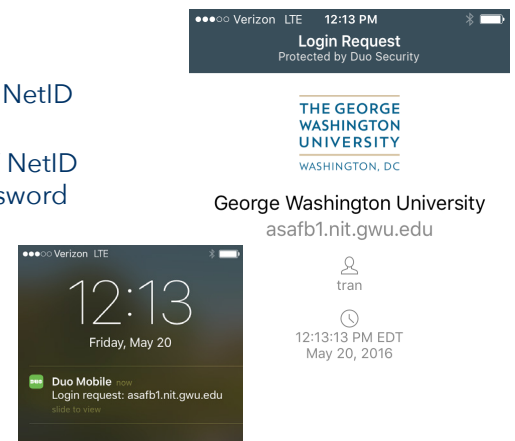 NetID
NetID
sword
Verizon LTE 12:13 PM
Login Request
Protected by Duo Security
THE GEORGE
WASHINGTON
UNIVERSITY
WASHINGTON, DC
George Washington University
asafb1.nit.gwu.edu
tran
12:13:13 PM EDT
May 20, 2016
Verizon LTE
12:13
Friday, May 20
DUO Duo Mobile now
Login request: asafb1.nit.gwu.edu
slide to view